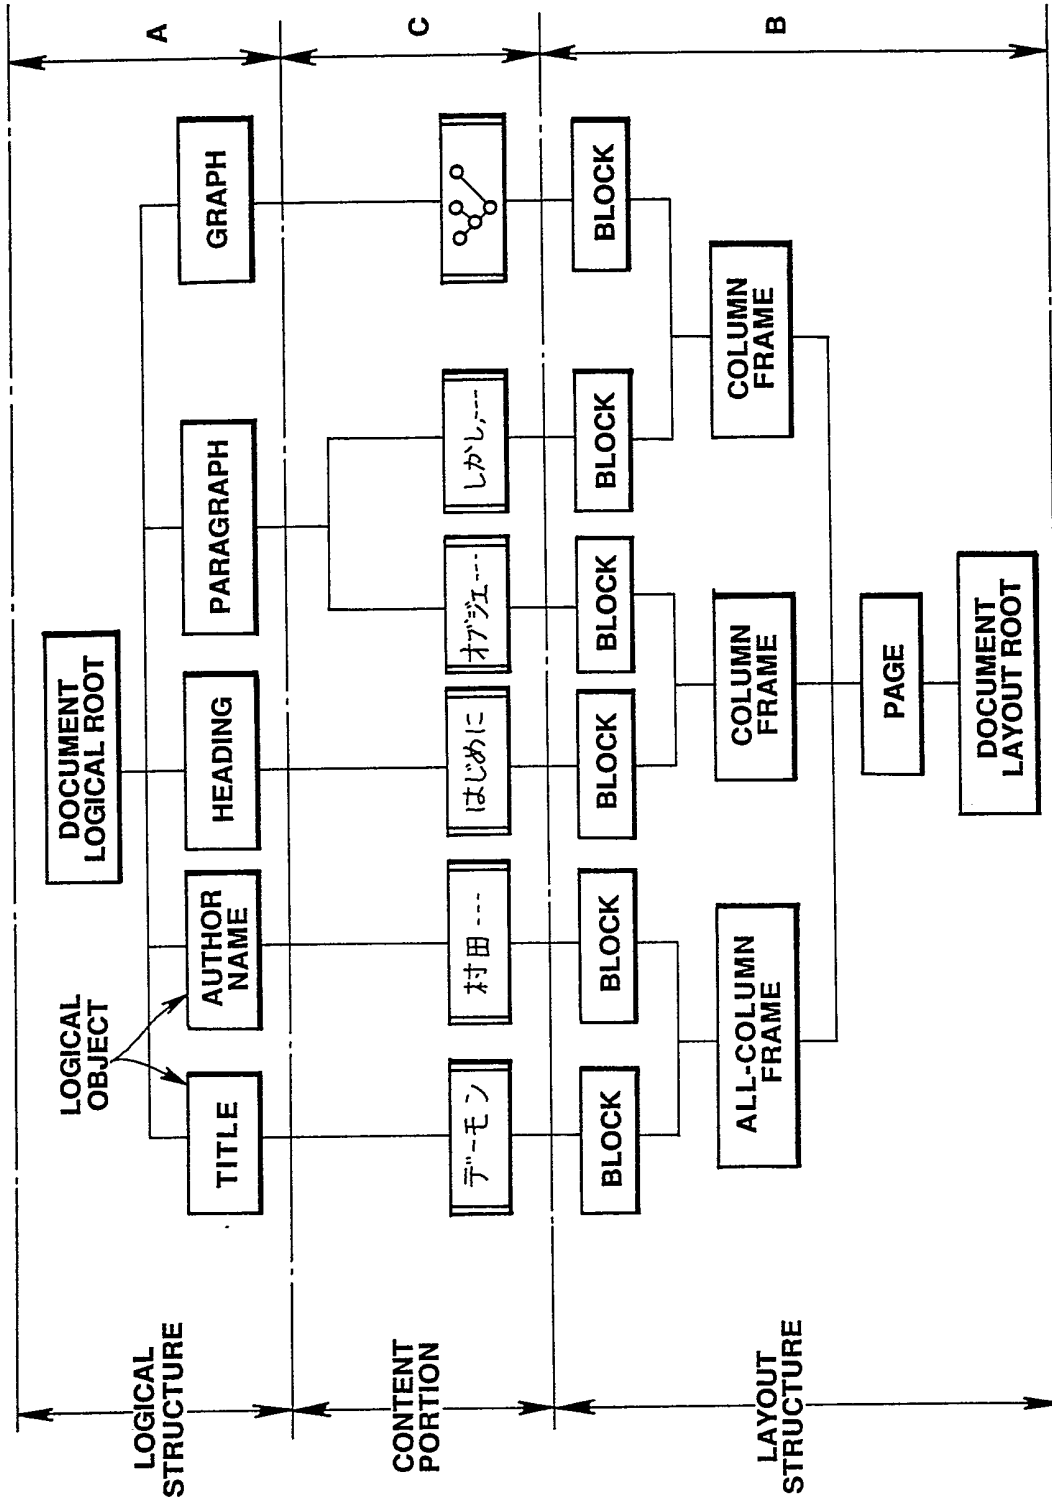 A
C
B
DOCUMENT
LOGICAL ROOT
LOGICAL
OBJECT
TITLE
AUTHOR
NAME
HEADING
PARAGRAPH
GRAPH
デーモン
村田 ---
はじめに
オブジェ---
しかし,---
BLOCK
BLOCK
BLOCK
BLOCK
BLOCK
BLOCK
ALL-COLUMN
FRAME
COLUMN
FRAME
COLUMN
FRAME
PAGE
DOCUMENT
LAYOUT ROOT
LOGICAL
STRUCTURE
CONTENT
PORTION
LAYOUT
STRUCTURE